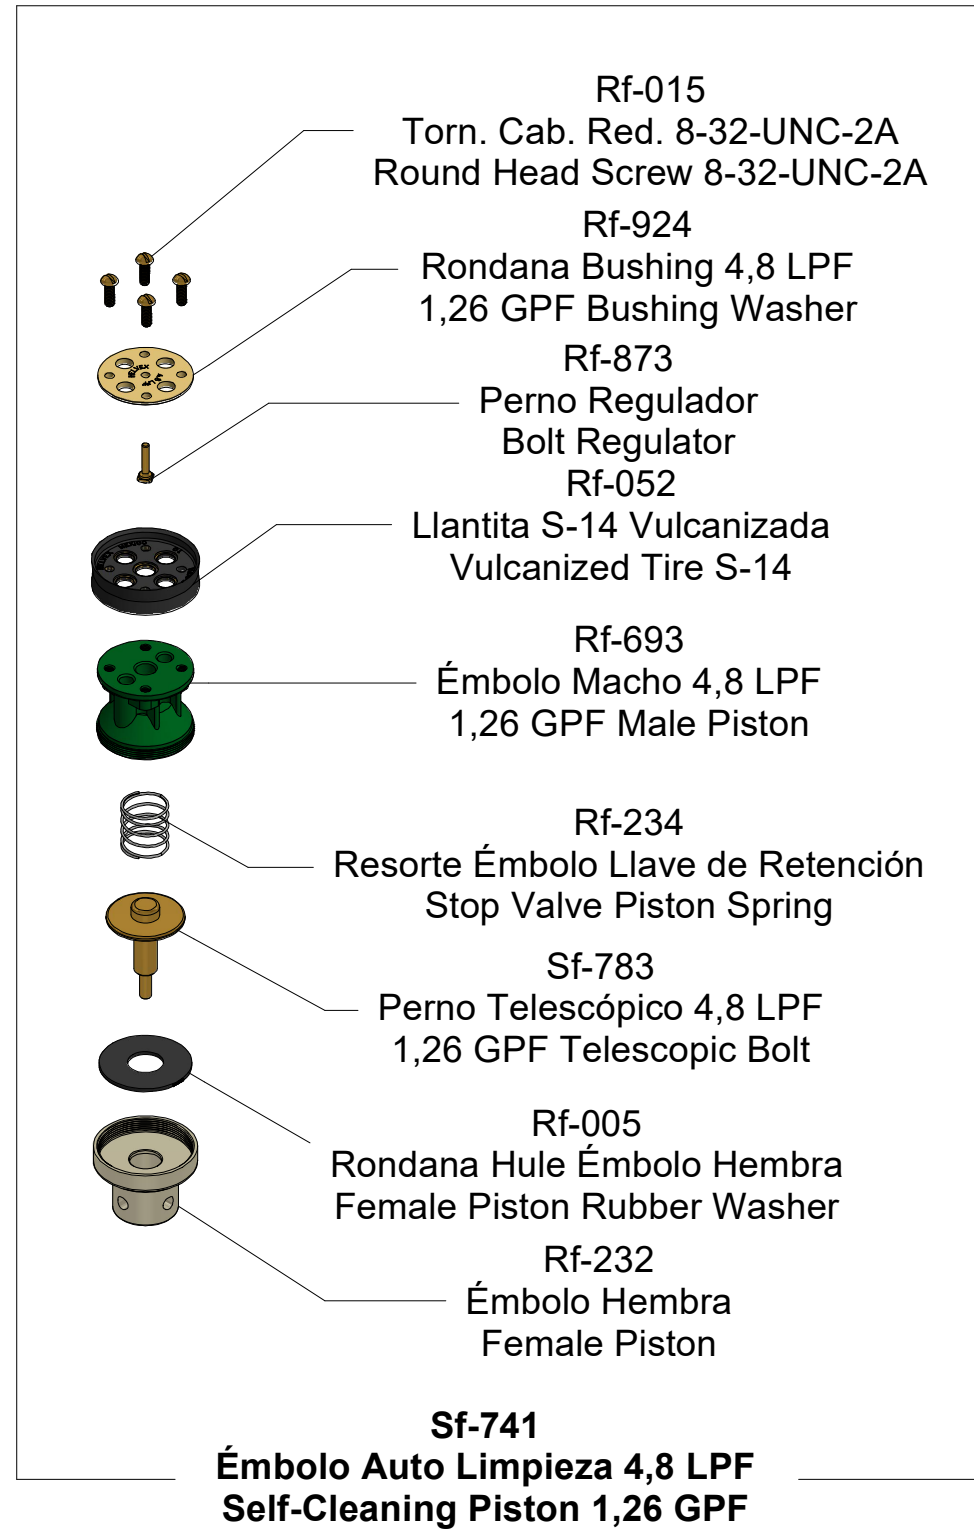 Rf-015
Torn. Cab. Red. 8-32-UNC-2A
Round Head Screw 8-32-UNC-2A
Rf-924
Rondana Bushing 4,8 LPF
1,26 GPF Bushing Washer
Rf-873
Perno Regulador
Bolt Regulator
Rf-052
Llantita S-14 Vulcanizada
Vulcanized Tire S-14
Rf-693
Émbolo Macho 4,8 LPF
1,26 GPF Male Piston
Rf-234
Resorte Émbolo Llave de Retención
Stop Valve Piston Spring
Sf-783
Perno Telescópico 4,8 LPF
1,26 GPF Telescopic Bolt
Rf-005
Rondana Hule Émbolo Hembra
Female Piston Rubber Washer
Rf-232
Émbolo Hembra
Female Piston
Sf-741
Émbolo Auto Limpieza 4,8 LPF
Self-Cleaning Piston 1,26 GPF